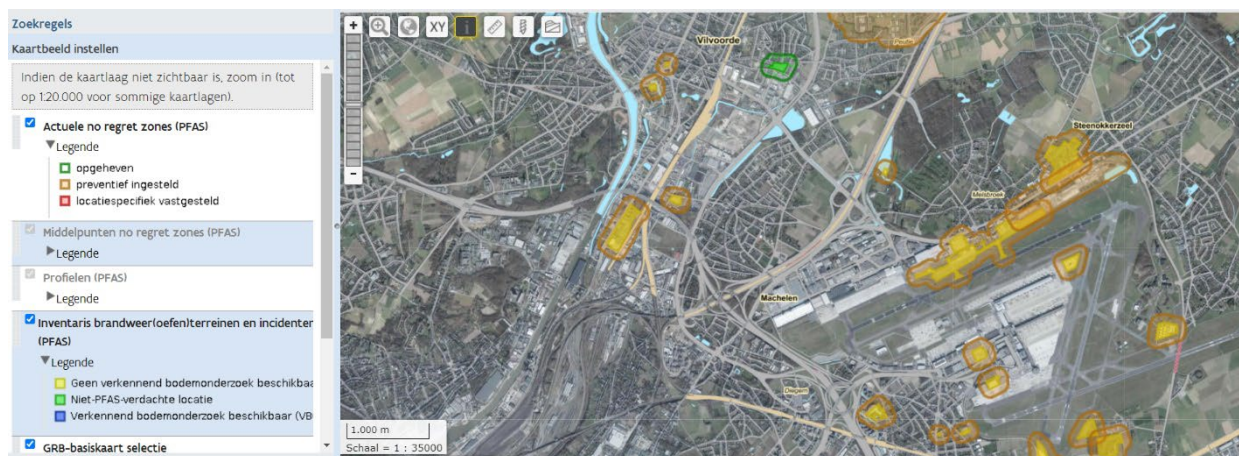 Zoekregels
Kaartbeeld instellen
Indien de kaartlaag niet zichtbaar is, zoom in (tot
op 1:20.000 voor sommige kaartlagen).
Actuele no regret zones (PFAS)
Legende
opgeheven
preventief ingesteld
locatiespecifiek vastgesteld
Middelpunten no regret zones (PFAS)
Legende
Profielen (PFAS)
Legende
Inventaris brandweer(oefen)terreinen en incidenten
(PFAS)
Legende
Geen verkennend bodemonderzoek beschikbaa
Niet-PFAS-verdachte locatie
Verkennend bodemonderzoek beschikbaar (VB
GRB-basiskaart selectie
+
XY
i
-
Vilvoorde
Peutie
Steenokkerzeel
Melsbroek
Machelen
Diegem
1.000 m
Schaal = 1 : 35000